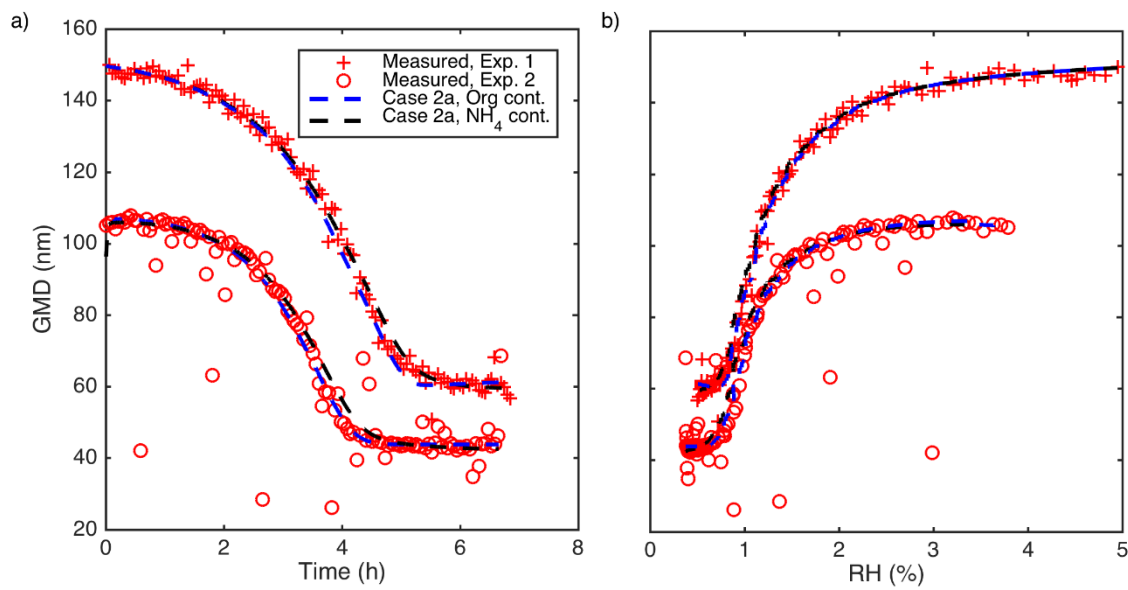 a)
b)
160
140
120
100
80
60
40
20
GMD (nm)
Measured, Exp. 1
Measured, Exp. 2
Case 2a, Org cont.
Case 2a, NH4 cont.
0 2 4 6 8
Time (h)
0 1 2 3 4 5
RH (%)